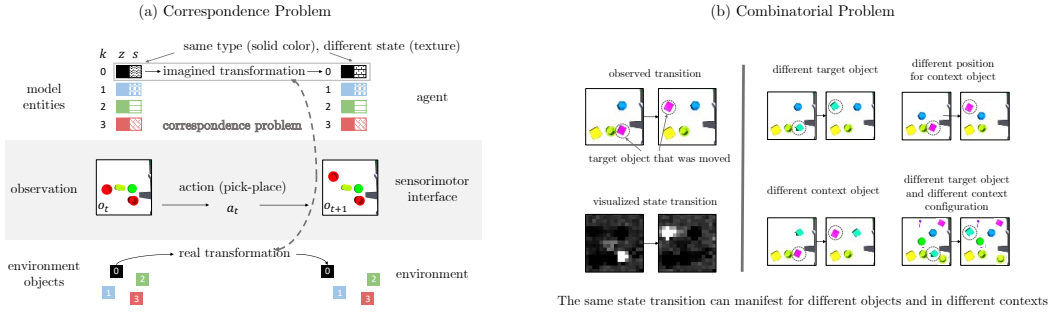 (a) Correspondence Problem
same type (solid color), different state (texture)
k z s
0 imagined transformation 0
1 1
2 2
3 3
model
entities
agent
correspondence problem
observation
action (pick-place)
sensorimotor
interface
o_t a_t o_{t+1}
real transformation
environment
objects
environment
0 0
2 2
1 1
3 3
(b) Combinatorial Problem
observed transition
target object that was moved
visualized state transition
different target object
different position
for context object
different context object
different target object
and different context
configuration
The same state transition can manifest for different objects and in different contexts